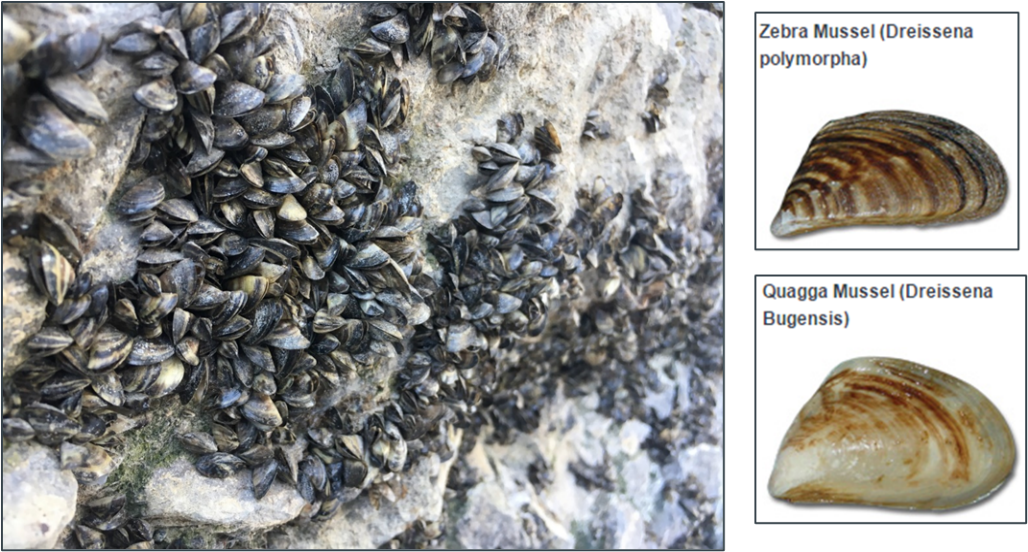 Zebra Mussel (Dreissena
polymorpha)
Quagga Mussel (Dreissena
Bugensis)